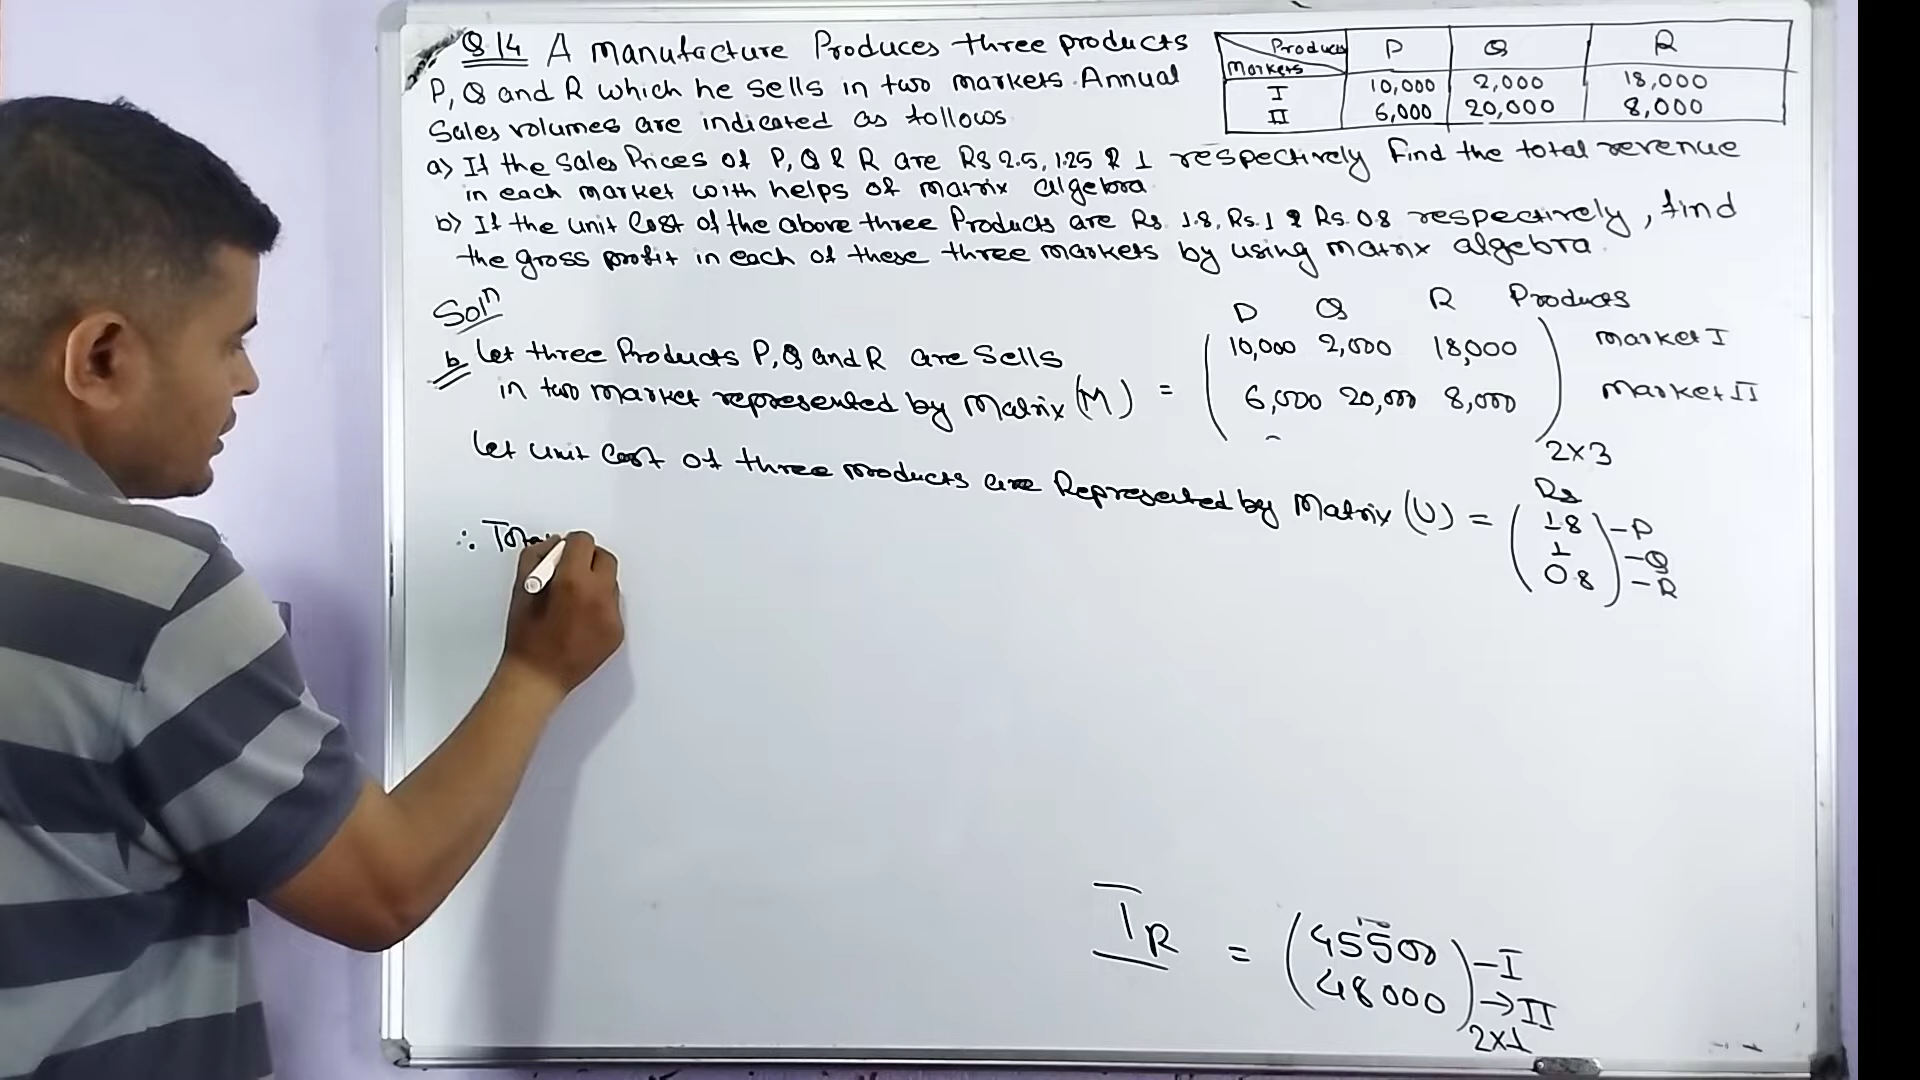 Q 14 A Manufacture Produces three products
P, Q and R which he sells in two markets. Annual
Sales volumes are indicated as follows
Products P Q R
Markets
I 10,000 2,000 18,000
II 6,000 20,000 8,000
a) If the Sales Prices of P, Q & R are Rs 2.5, 1.25 & 1 respectively Find the total revenue
in each market with helps of matrix algebra
b) If the unit Cost of the above three Products are Rs. 1.8, Rs. 1 & Rs. 0.8 respectively, find
the gross profit in each of these three markets by using matrix algebra.
Solⁿ
P Q R Products
b Let three Products P, Q and R are Sells
10,000 2,000 18,000 Market I
in two market represented by Matrix (M) =
6,000 20,000 8,000 Market II
2×3
Let unit Cost of three products are Represented by Matrix (U) =
Rs
1.8 - P
1 - Q
0.8 - R
∴ Total
TR = (45500 - I
48000) → II
2×1